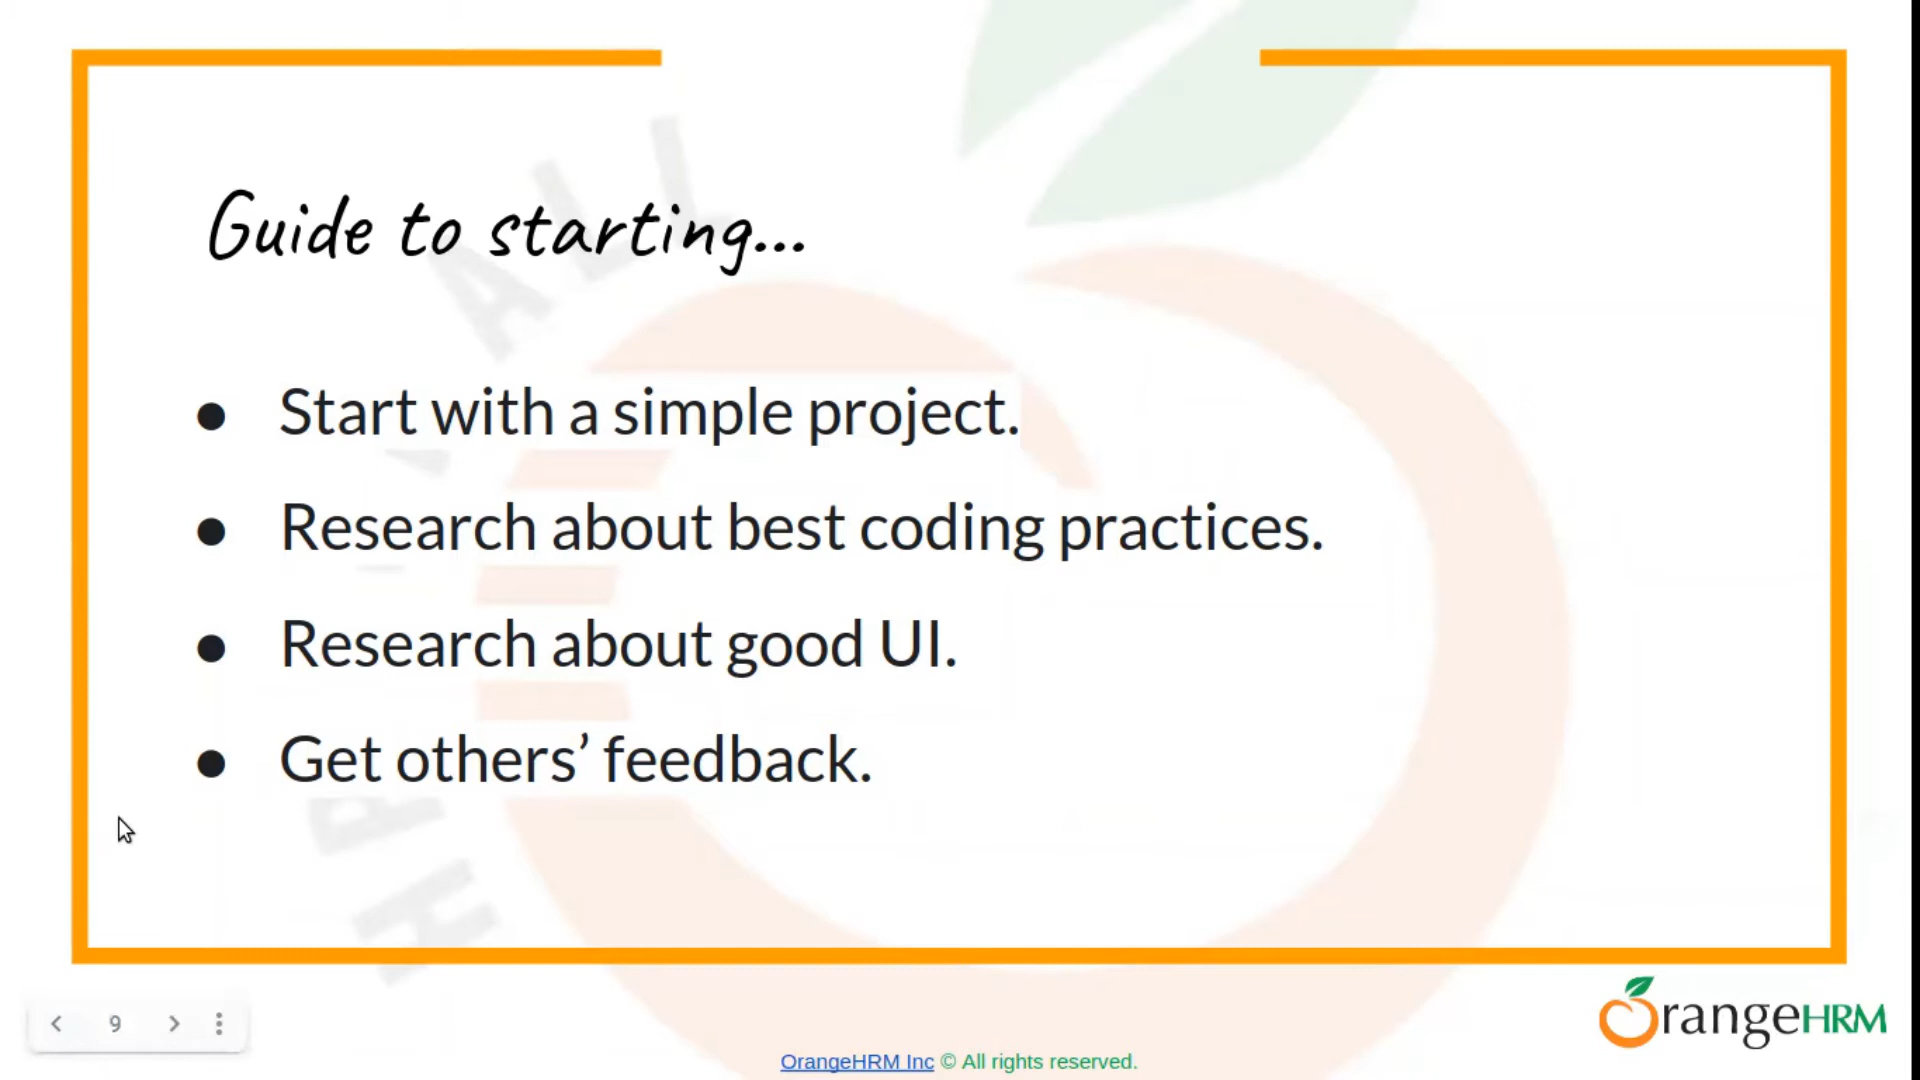 Guide to starting...
● Start with a simple project.
● Research about best coding practices.
● Research about good UI.
● Get others’ feedback.
9
OrangeHRM
OrangeHRM Inc © All rights reserved.